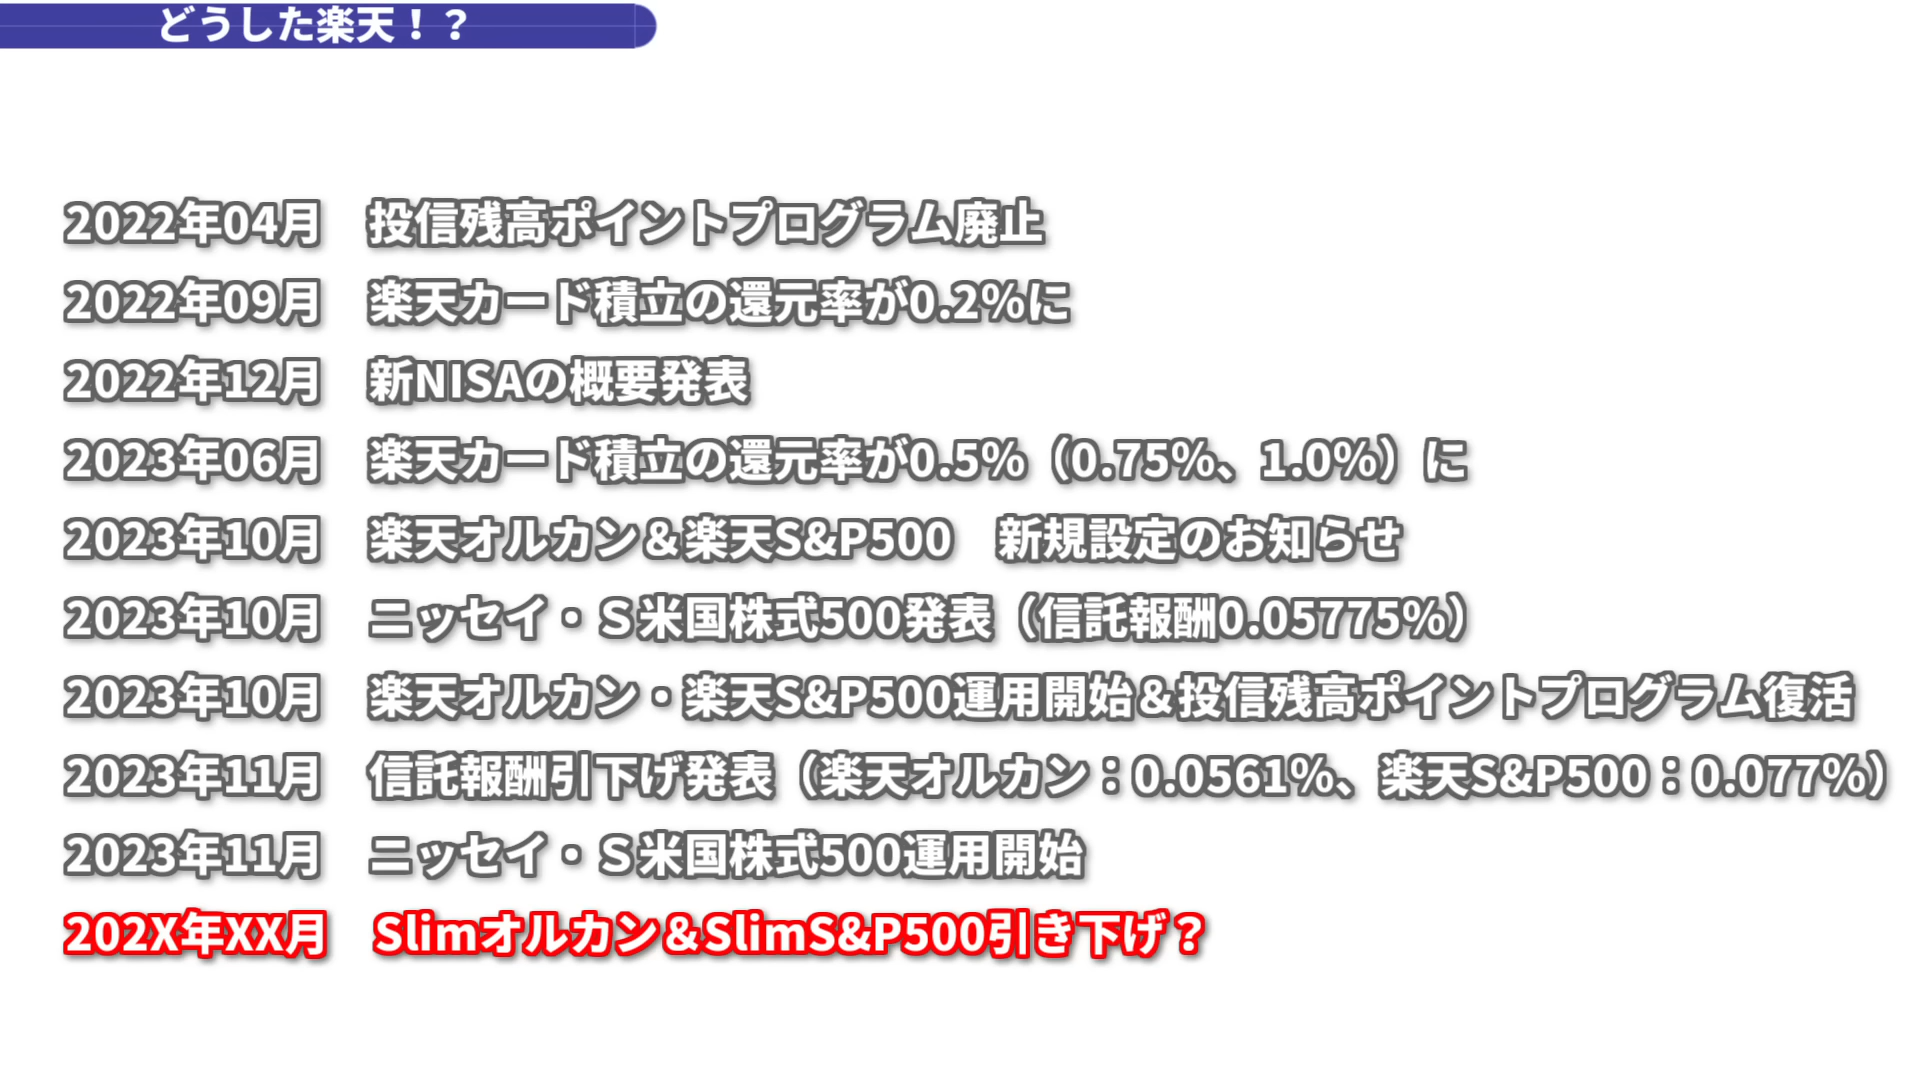 どうした楽天！？
2022年04月　投信残高ポイントプログラム廃止
2022年09月　楽天カード積立の還元率が0.2%に
2022年12月　新NISAの概要発表
2023年06月　楽天カード積立の還元率が0.5%（0.75%、1.0%）に
2023年10月　楽天オルカン＆楽天S&P500　新規設定のお知らせ
2023年10月　ニッセイ・Ｓ米国株式500発表（信託報酬0.05775%）
2023年10月　楽天オルカン・楽天S&P500運用開始＆投信残高ポイントプログラム復活
2023年11月　信託報酬引下げ発表（楽天オルカン：0.0561%、楽天S&P500：0.077%）
2023年11月　ニッセイ・Ｓ米国株式500運用開始
202X年XX月　Slimオルカン＆SlimS&P500引き下げ？